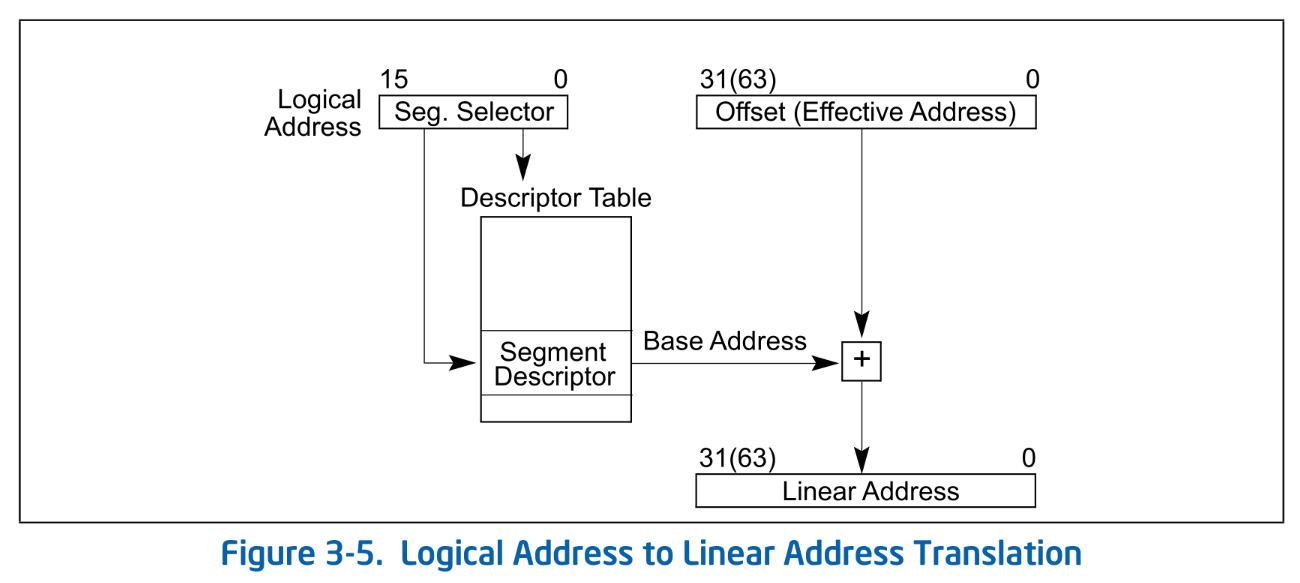 15 0
31(63) 0
Logical
Address
Seg. Selector
Offset (Effective Address)
Descriptor Table
Base Address
Segment
Descriptor
+
31(63) 0
Linear Address
Figure 3-5. Logical Address to Linear Address Translation